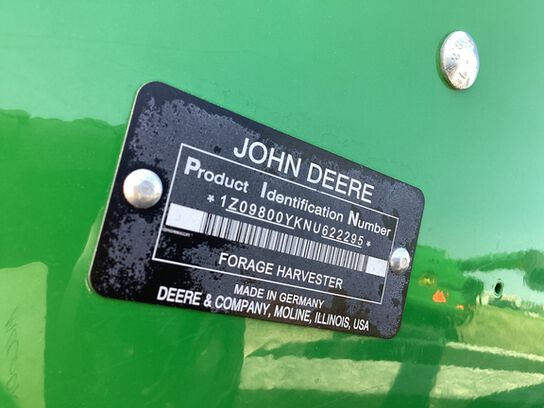 JOHN DEERE
Product Identification Number
*1Z09800YKNU622295*
FORAGE HARVESTER
MADE IN GERMANY
DEERE & COMPANY, MOLINE, ILLINOIS, USA